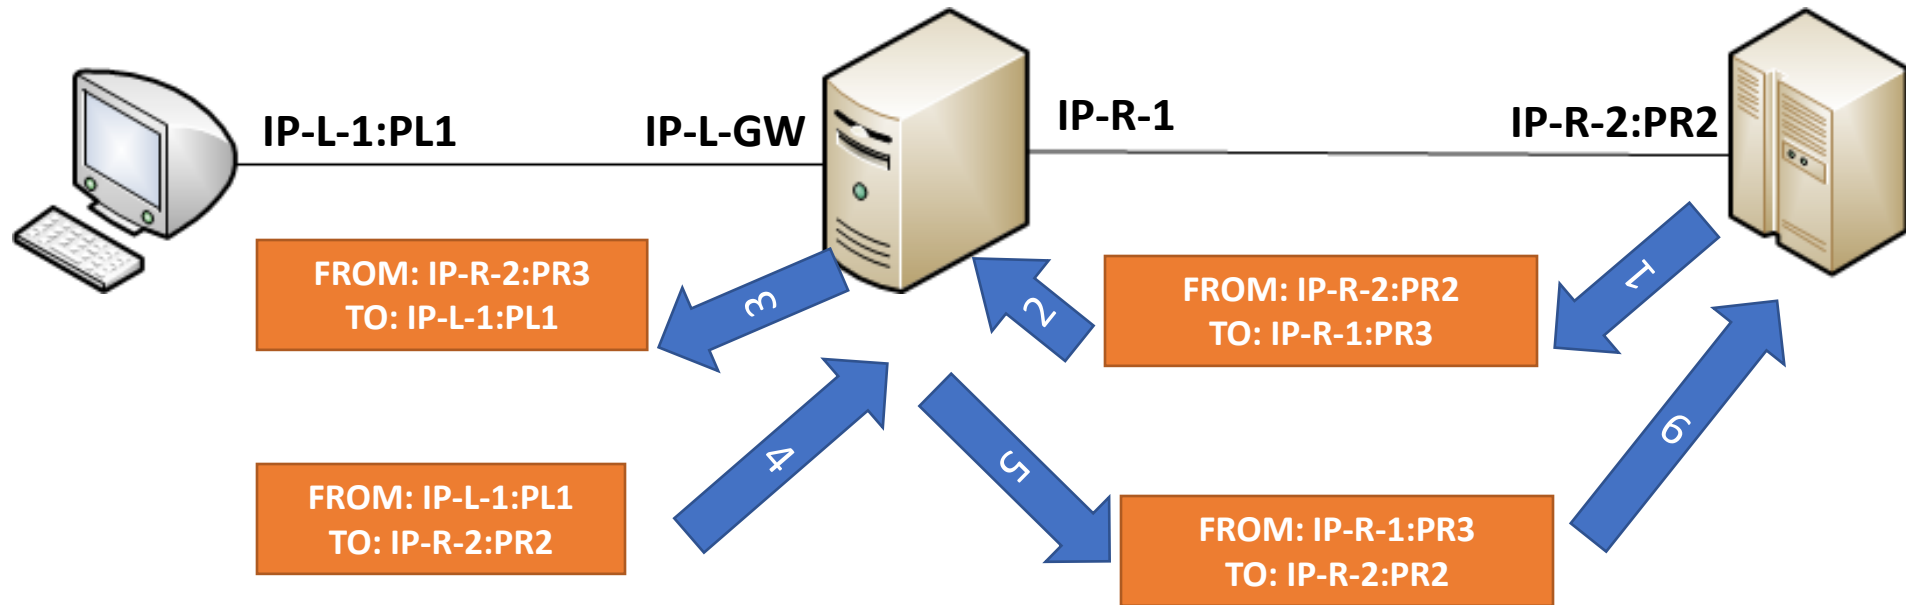 IP-L-1:PL1
IP-L-GW
IP-R-1
IP-R-2:PR2
FROM: IP-R-2:PR3
TO: IP-L-1:PL1
3
2
FROM: IP-R-2:PR2
TO: IP-R-1:PR3
1
4
5
6
FROM: IP-L-1:PL1
TO: IP-R-2:PR2
FROM: IP-R-1:PR3
TO: IP-R-2:PR2